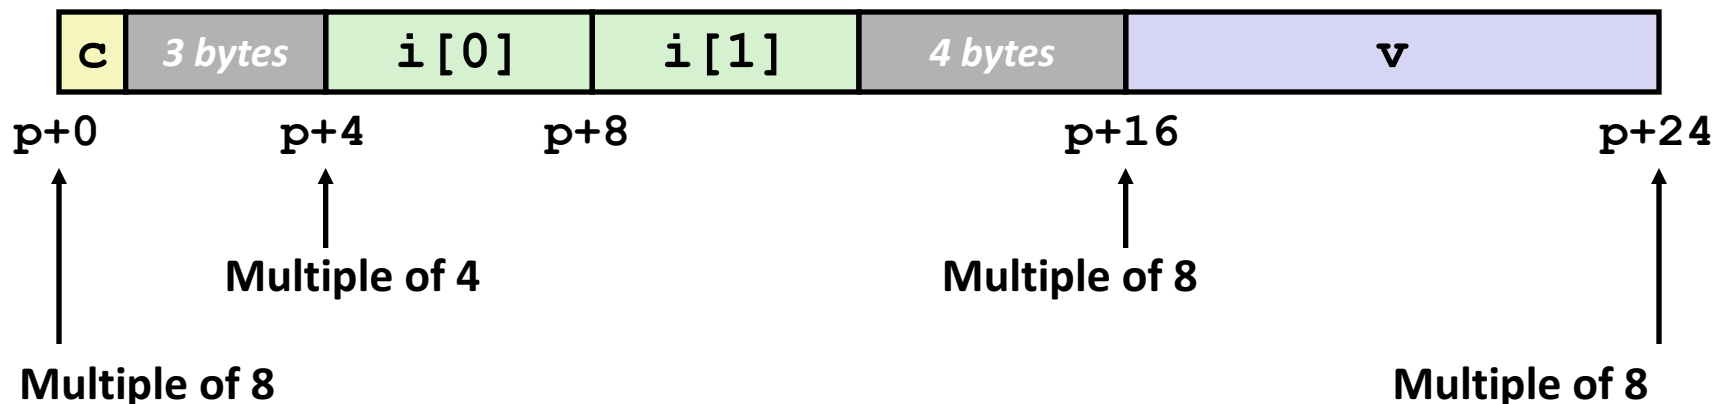 c 3 bytes i[0] i[1] 4 bytes v
p+0 p+4 p+8 p+16 p+24
Multiple of 4 Multiple of 8
Multiple of 8 Multiple of 8